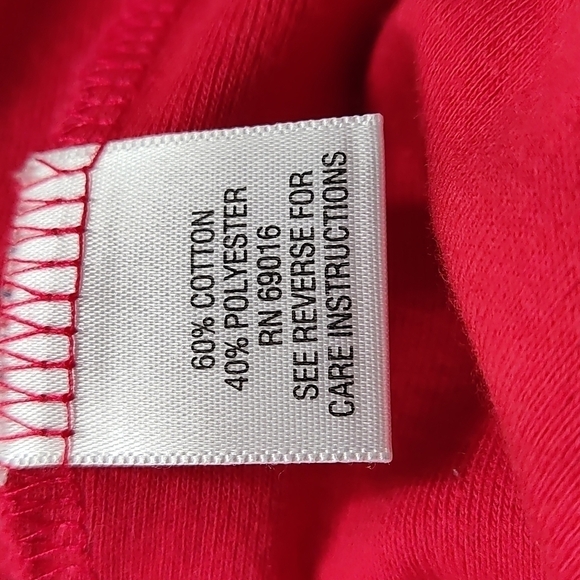 60% COTTON
40% POLYESTER
RN 69016
SEE REVERSE FOR
CARE INSTRUCTIONS